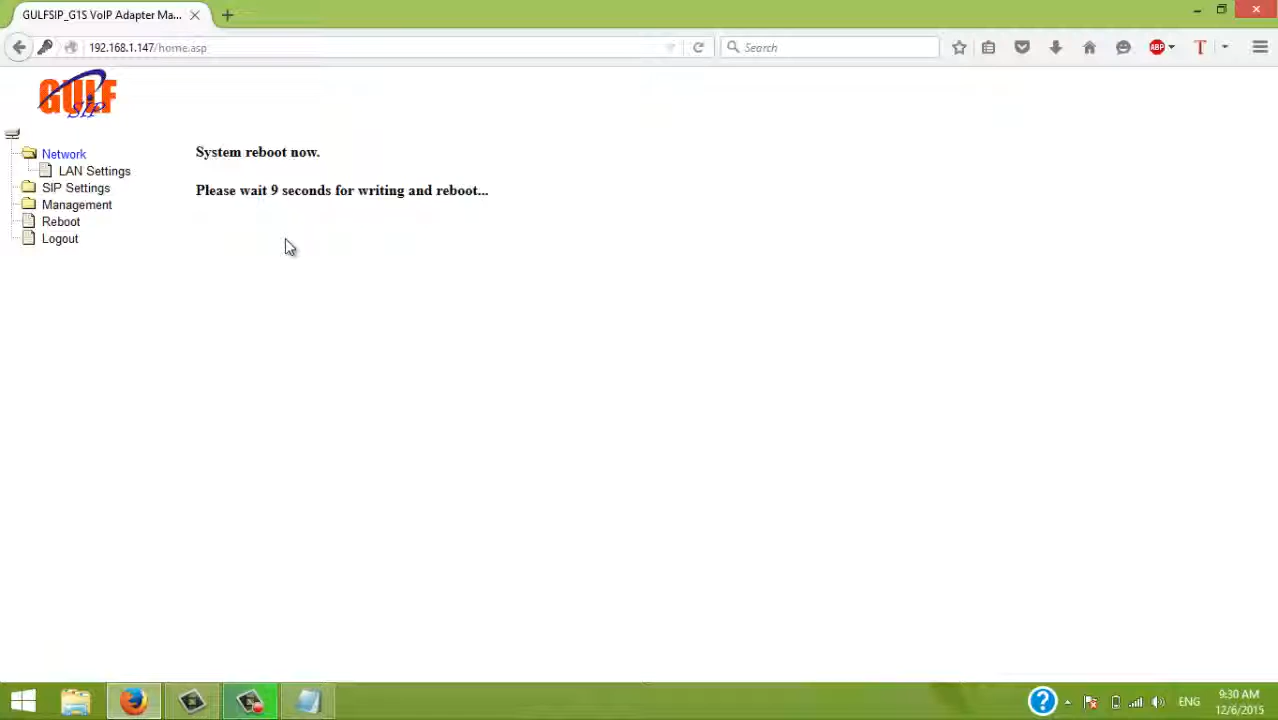 GULFSIP_G1S VoIP Adapter Ma...
192.168.1.147/home.asp
Search
ABP
T
GULF
SIP
Network
LAN Settings
SIP Settings
Management
Reboot
Logout
System reboot now.
Please wait 9 seconds for writing and reboot...
?
ENG
9:30 AM
12/6/2015